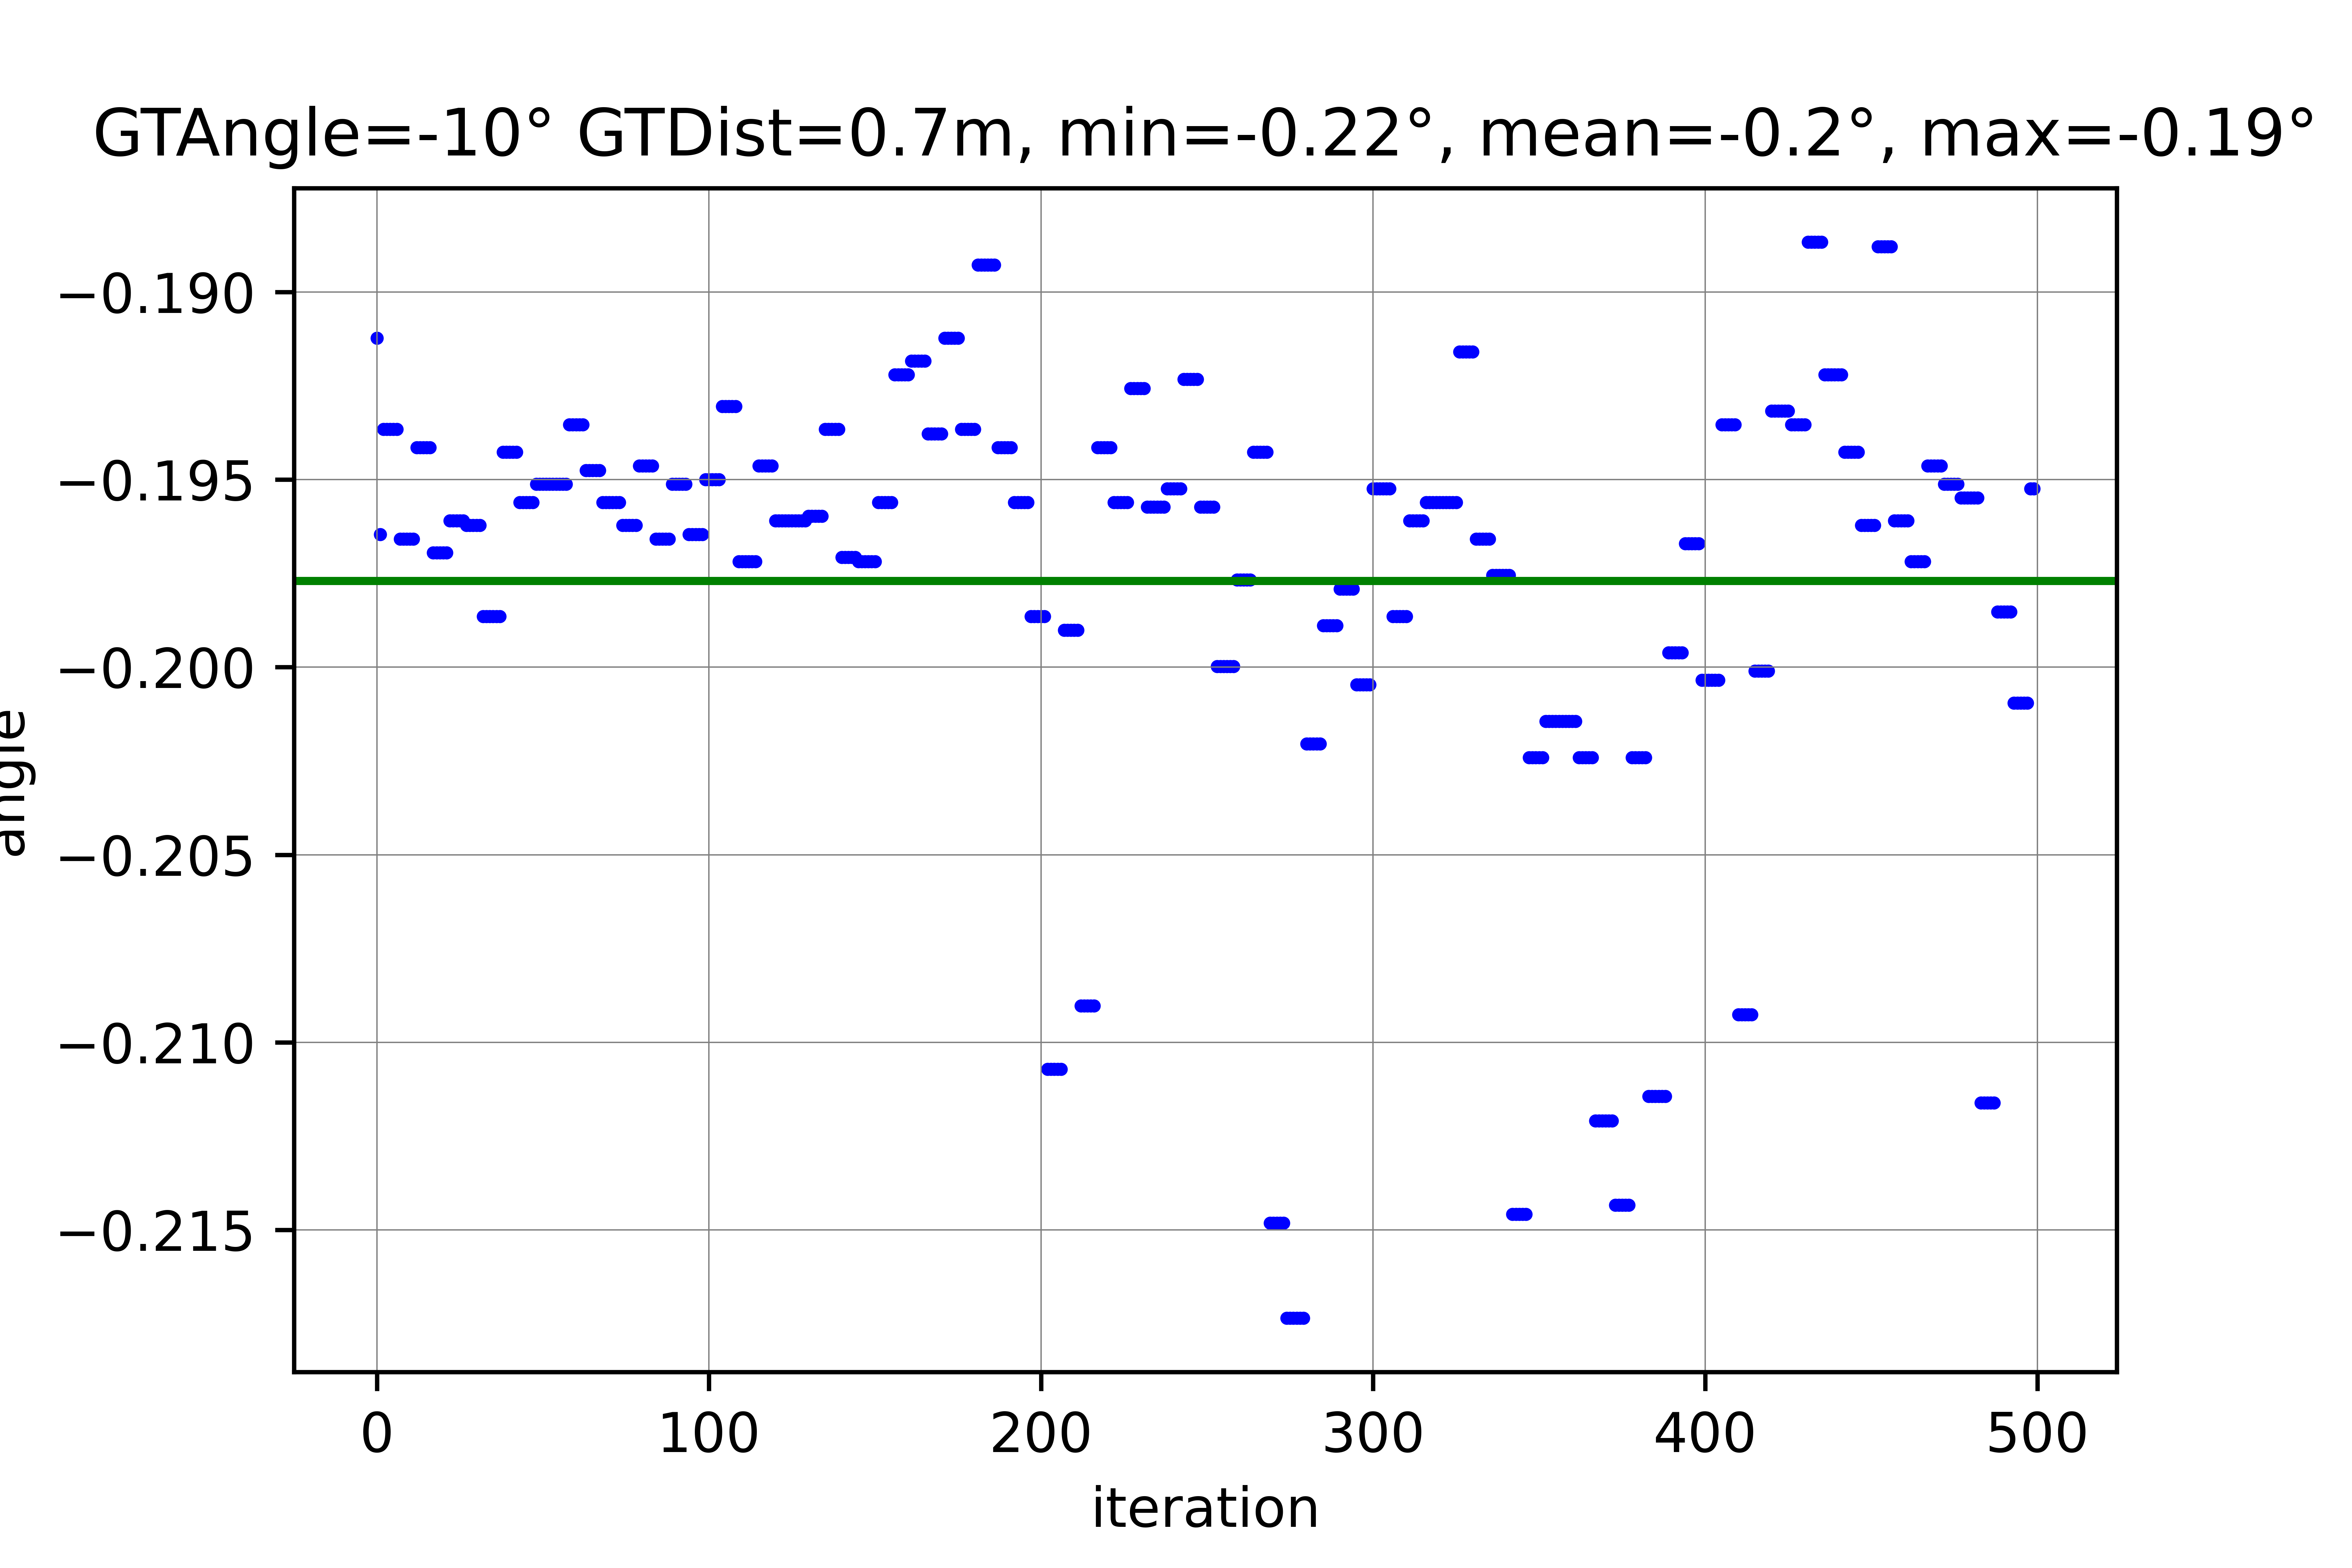 GTAngle=-10° GTDist=0.7m, min=-0.22°, mean=-0.2°, max=-0.19°
−0.190
−0.195
−0.200
−0.205
−0.210
−0.215
angle
0 100 200 300 400 500
iteration